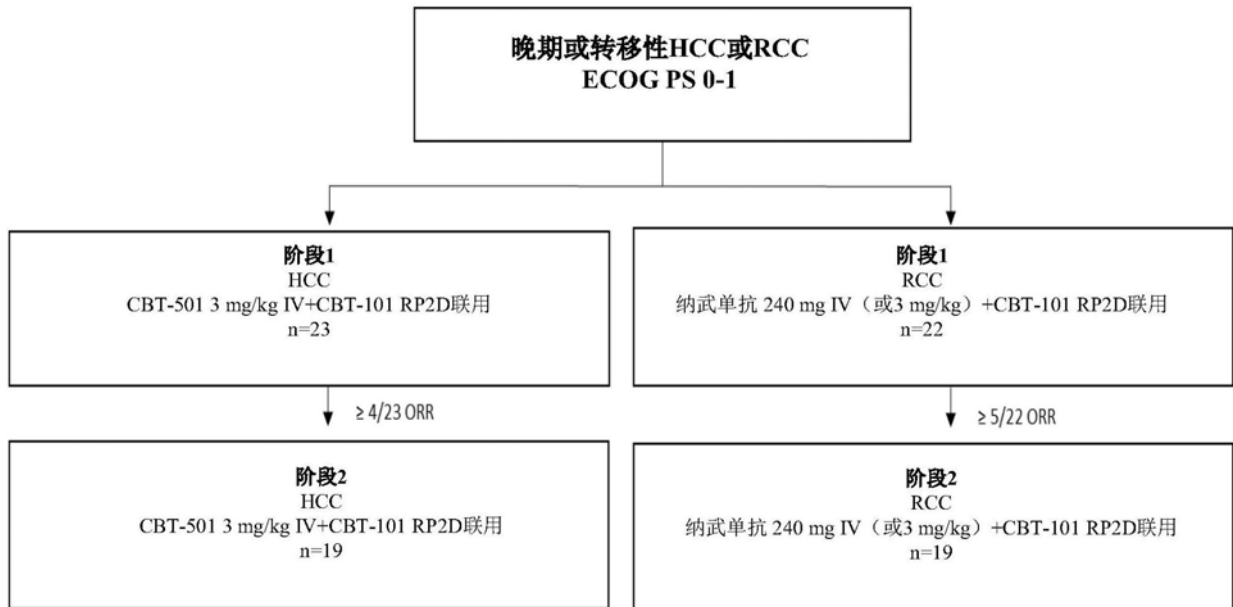 晚期或转移性HCC或RCC
ECOG PS 0-1
阶段1
HCC
CBT-501 3 mg/kg IV+CBT-101 RP2D联用
n=23
阶段1
RCC
纳武单抗 240 mg IV（或3 mg/kg）+CBT-101 RP2D联用
n=22
≥ 4/23 ORR
≥ 5/22 ORR
阶段2
HCC
CBT-501 3 mg/kg IV+CBT-101 RP2D联用
n=19
阶段2
RCC
纳武单抗 240 mg IV（或3 mg/kg）+CBT-101 RP2D联用
n=19